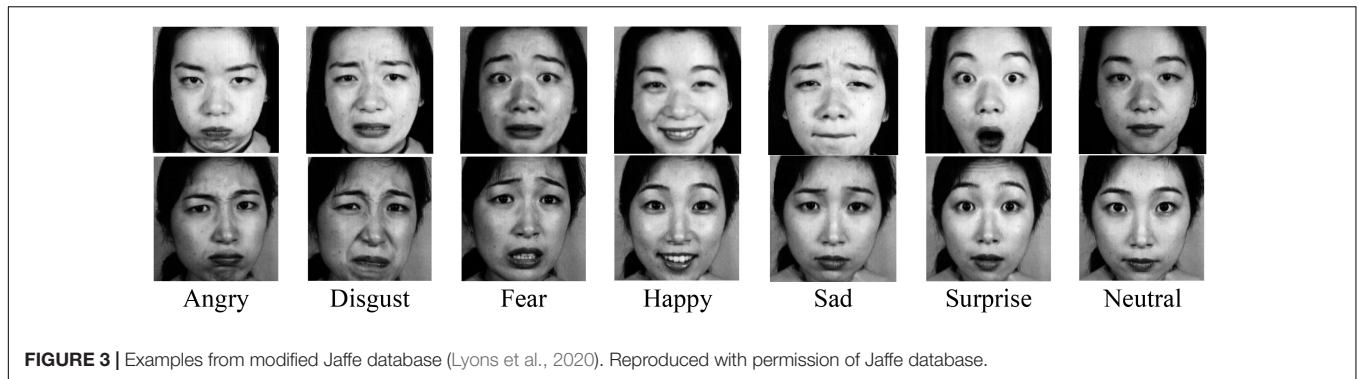 Angry Disgust Fear Happy Sad Surprise Neutral
FIGURE 3 | Examples from modified Jaffe database (Lyons et al., 2020). Reproduced with permission of Jaffe database.